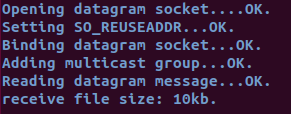 Opening datagram socket....OK.
Setting SO_REUSEADDR...OK.
Binding datagram socket...OK.
Adding multicast group...OK.
Reading datagram message...OK.
receive file size: 10kb.